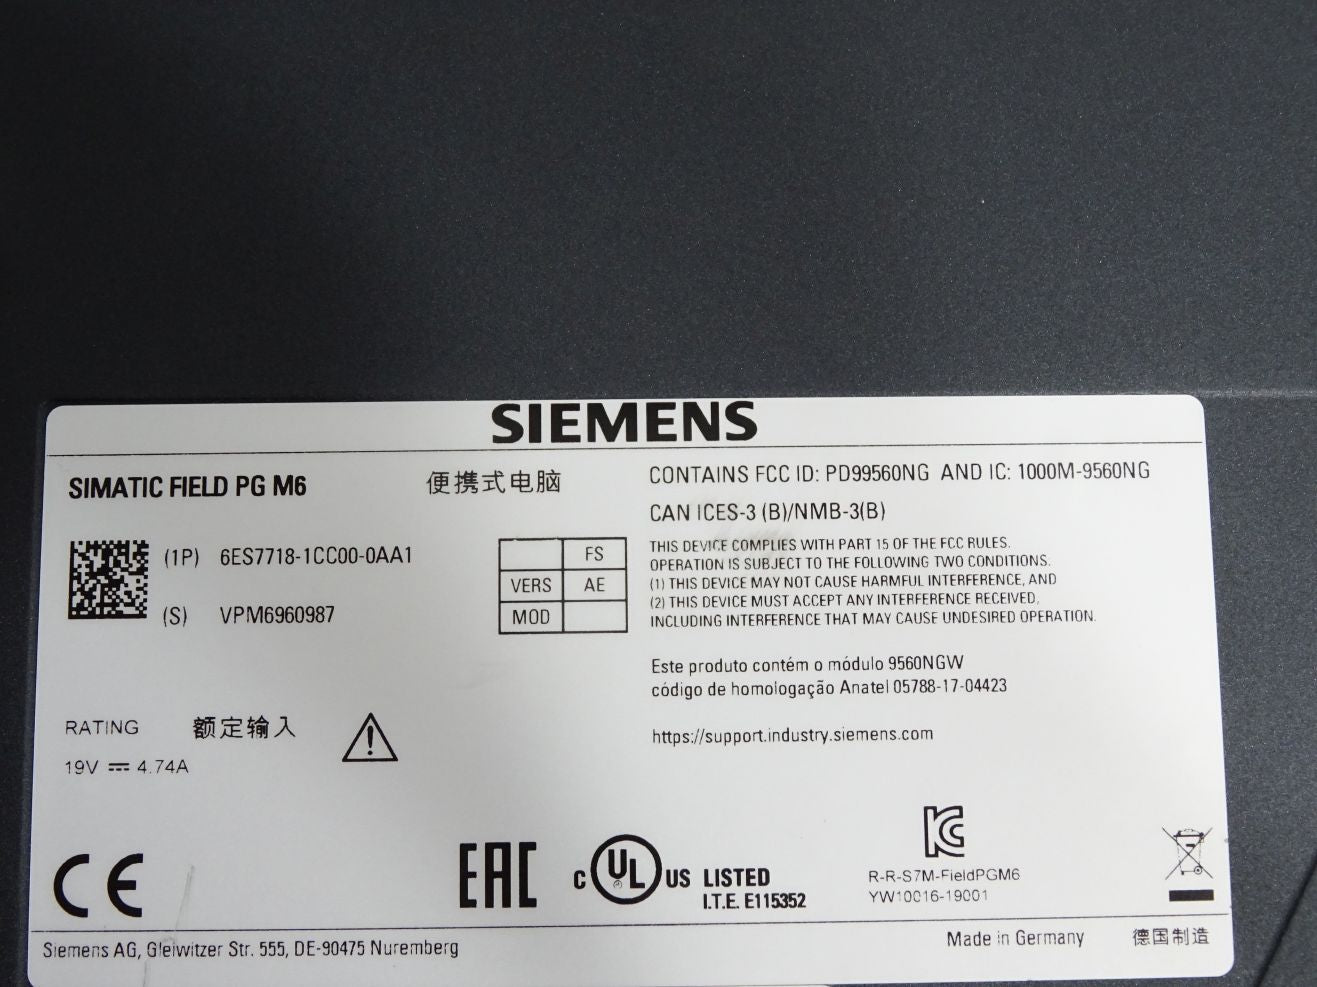 SIEMENS
SIMATIC FIELD PG M6
便携式电脑
(1P) 6ES7718-1CC00-0AA1
(S) VPM6960987
FS
VERS AE
MOD
RATING 额定输入
19V 4.74A
CONTAINS FCC ID: PD99560NG AND IC: 1000M-9560NG
CAN ICES-3 (B)/NMB-3(B)
THIS DEVICE COMPLIES WITH PART 15 OF THE FCC RULES.
OPERATION IS SUBJECT TO THE FOLLOWING TWO CONDITIONS.
(1) THIS DEVICE MAY NOT CAUSE HARMFUL INTERFERENCE, AND
(2) THIS DEVICE MUST ACCEPT ANY INTERFERENCE RECEIVED,
INCLUDING INTERFERENCE THAT MAY CAUSE UNDESIRED OPERATION.
Este produto contém o módulo 9560NGW
código de homologação Anatel 05788-17-04423
https://support.industry.siemens.com
CE
EAC
C UL US LISTED
I.T.E. E115352
KC
R-R-S7M-FieldPGM6
YW10016-19001
Siemens AG, Gleiwitzer Str. 555, DE-90475 Nuremberg
Made in Germany 德国制造